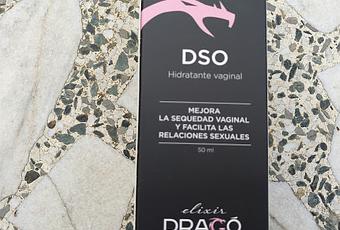 DSO
Hidratante vaginal
MEJORA
LA SEQUEDAD VAGINAL
Y FACILITA LAS
RELACIONES SEXUALES
50 ml
elixir
DRAGÓ